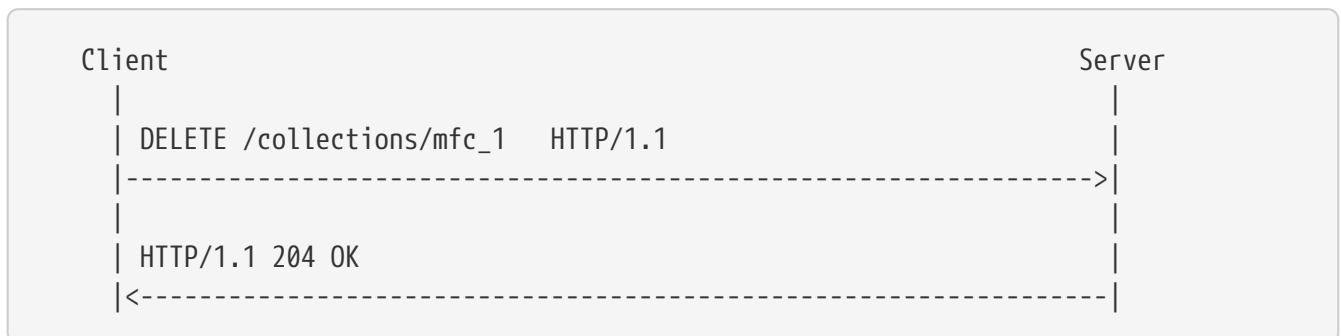 Client Server
| |
| DELETE /collections/mfc_1 HTTP/1.1 |
|------------------------------------------------------------------>|
| |
| HTTP/1.1 204 OK |
|<------------------------------------------------------------------|